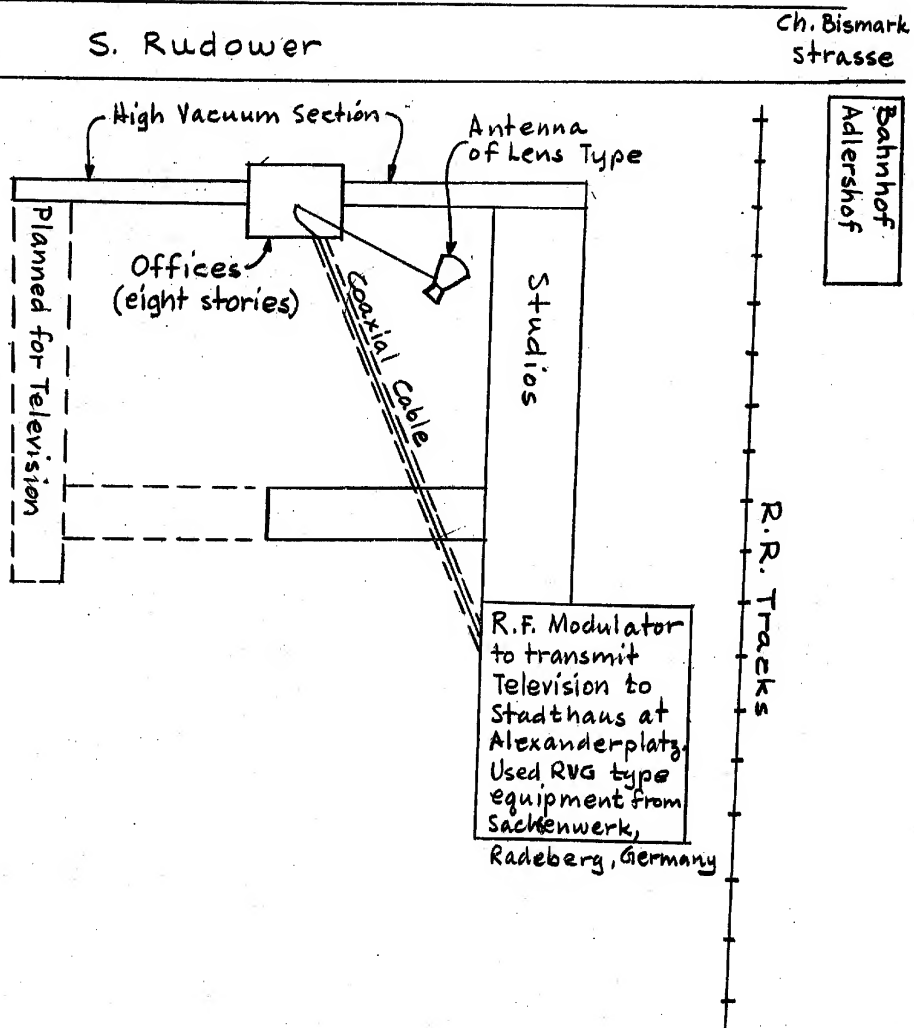 S. Rudower
Ch. Bismark
Strasse
High Vacuum Section
Antenna
of Lens Type
Bahnhof
Adlershof
Planned for Television
Offices
(eight stories)
Coaxial Cable
Studios
R.R. Tracks
R.F. Modulator
to transmit
Television to
Stadthaus at
Alexanderplatz.
Used RVG type
equipment from
Sachenwerk,
Radeberg, Germany